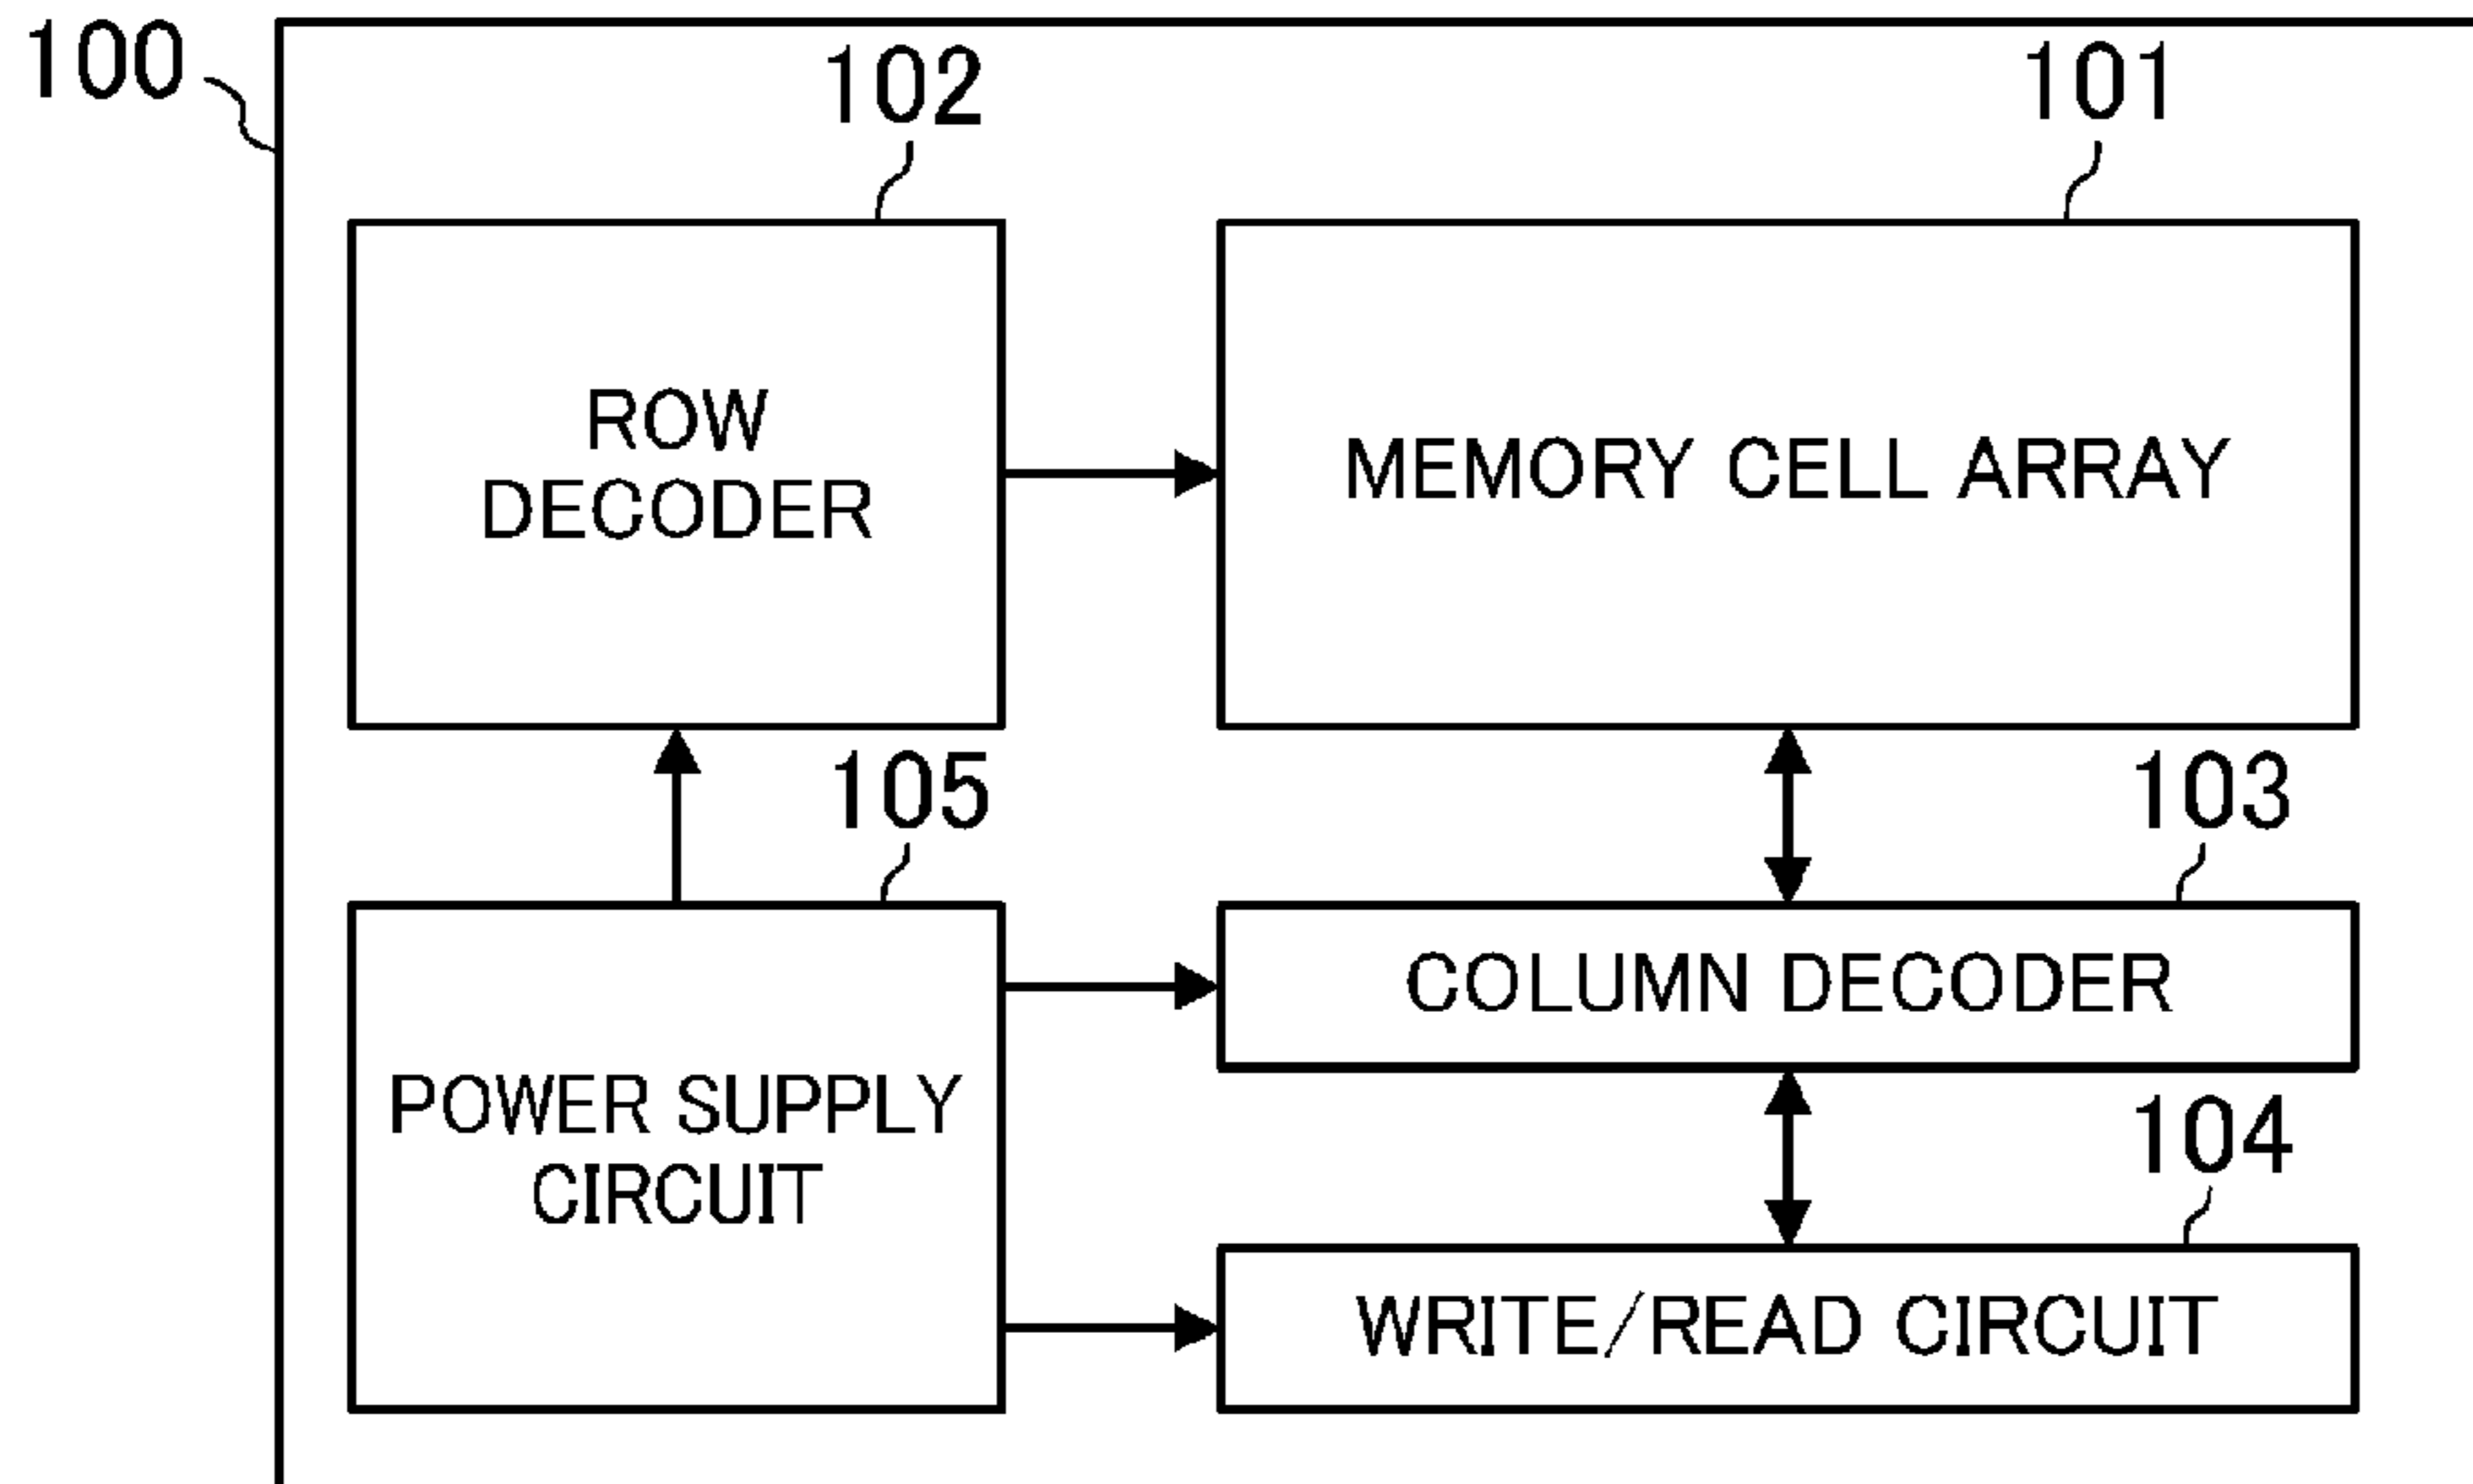 100
102
101
ROW
DECODER
MEMORY CELL ARRAY
105
103
COLUMN DECODER
POWER SUPPLY
CIRCUIT
104
WRITE/READ CIRCUIT